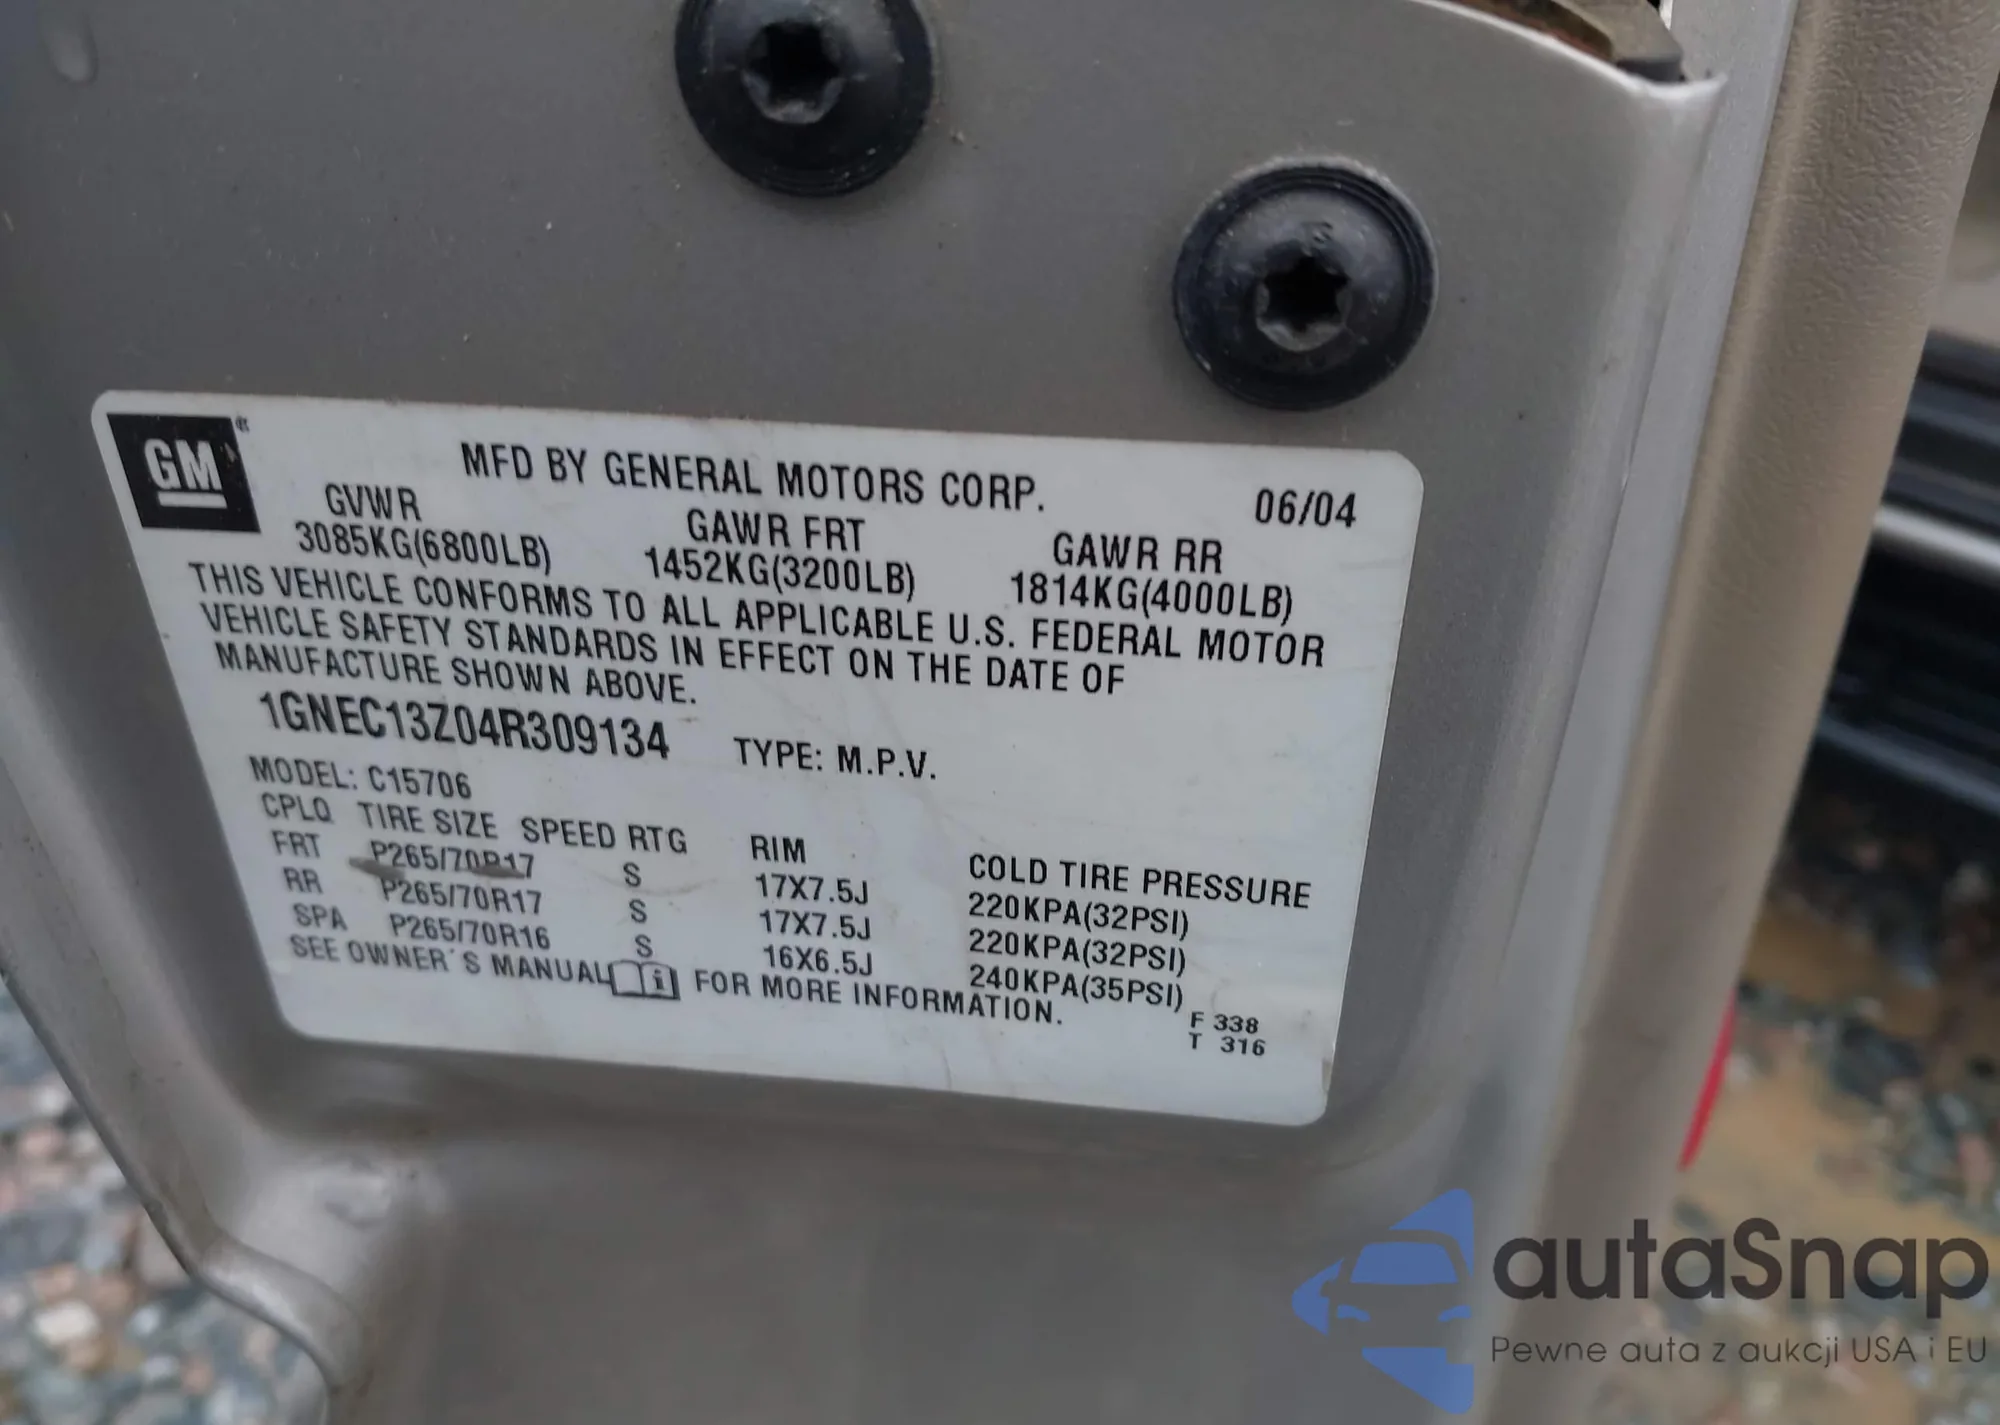 GM
MFD BY GENERAL MOTORS CORP. 06/04
GVWR GAWR FRT GAWR RR
3085KG(6800LB) 1452KG(3200LB) 1814KG(4000LB)
THIS VEHICLE CONFORMS TO ALL APPLICABLE U.S. FEDERAL MOTOR
VEHICLE SAFETY STANDARDS IN EFFECT ON THE DATE OF
MANUFACTURE SHOWN ABOVE.
1GNEC13Z04R309134 TYPE: M.P.V.
MODEL: C15706
CPLQ TIRE SIZE SPEED RTG RIM COLD TIRE PRESSURE
FRT P265/70R17 S 17X7.5J 220KPA(32PSI)
RR P265/70R17 S 17X7.5J 220KPA(32PSI)
SPA P265/70R16 S 16X6.5J 240KPA(35PSI)
SEE OWNER'S MANUAL i FOR MORE INFORMATION.
F 338
T 316
autaSnap
Pewne auta z aukcji USA i EU